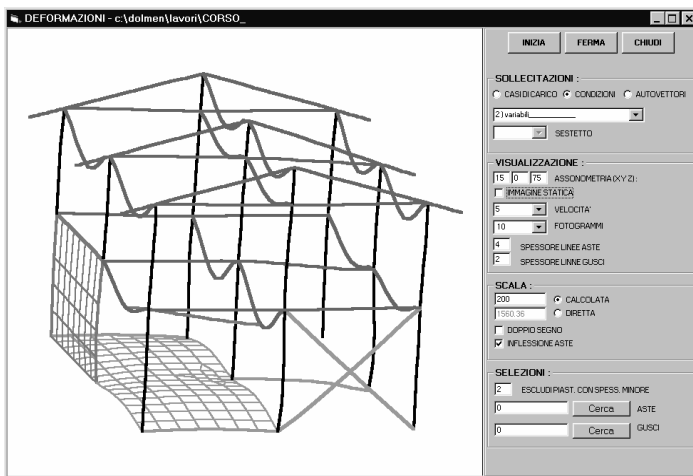 DEFORMAZIONI - c:\dolmen\lavori\CORSO_
INIZIA FERMA CHIUDI
SOLLECITAZIONI :
CASI DI CARICO CONDIZIONI AUTOVETTORI
2 ) variabili
SESTETTO
VISUALIZZAZIONE :
15 0 75 ASSONOMETRIA (X Y Z) :
IMMAGINE STATICA
5 VELOCITA'
10 FOTOGRAMMI
4 SPESSORE LINEE ASTE
2 SPESSORE LINNE GUSCI
SCALA :
200 CALCOLATA
1560.36 DIRETTA
DOPPIO SEGNO
INFLESSIONE ASTE
SELEZIONI :
2 ESCLUDI PIAST. CON SPESS. MINORE
0 Cerca ASTE
0 Cerca GUSCI